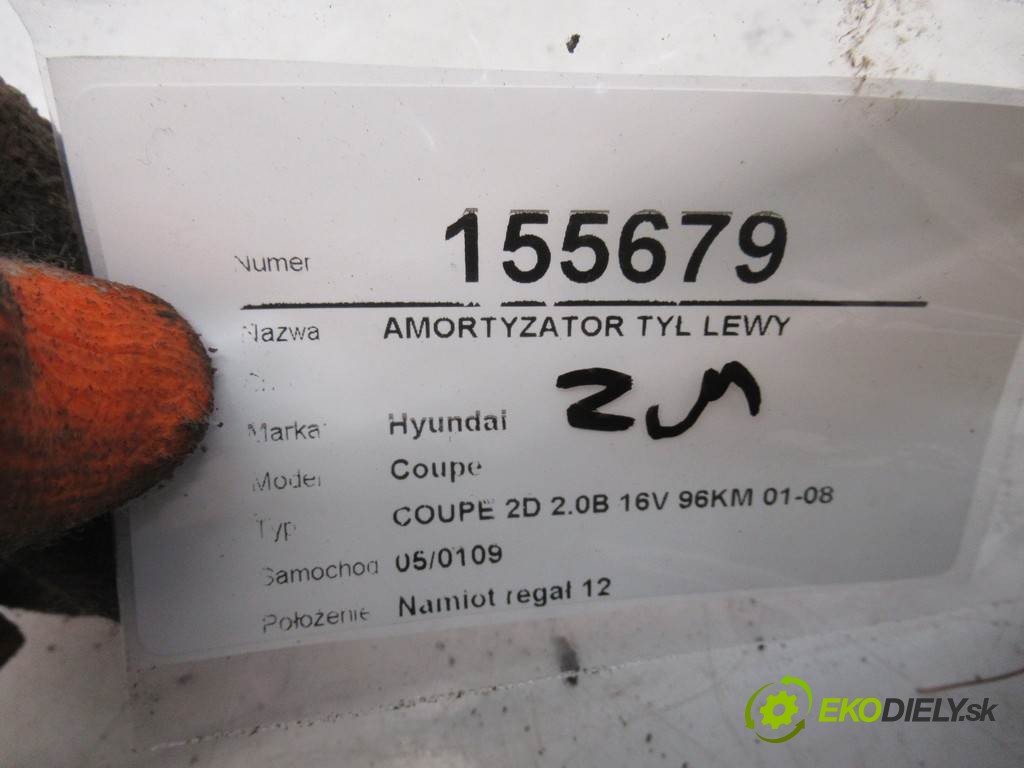 Numer 155679
Nazwa AMORTYZATOR TYŁ LEWY
Marka Hyundai
Model Coupe
Typ COUPE 2D 2.0B 16V 96KM 01-08
Samochod 05/0109
Położenie Namiot regał 12
EKODIELY.sk